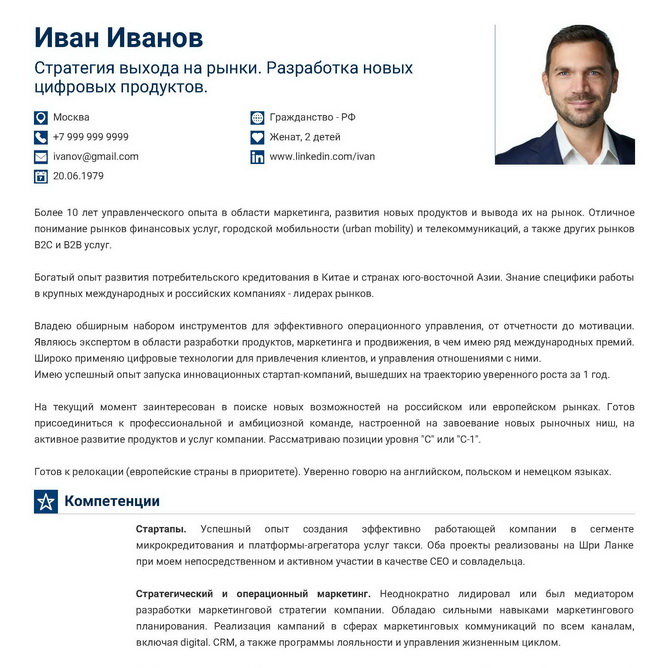 Иван Иванов
Стратегия выхода на рынки. Разработка новых
цифровых продуктов.
Москва
Гражданство - РФ
+7 999 999 9999
Женат, 2 детей
ivanov@gmail.com
www.linkedin.com/ivan
20.06.1979
Более 10 лет управленческого опыта в области маркетинга, развития новых продуктов и вывода их на рынок. Отличное
понимание рынков финансовых услуг, городской мобильности (urban mobility) и телекоммуникаций, а также других рынков
B2C и B2B услуг.
Богатый опыт развития потребительского кредитования в Китае и странах юго-восточной Азии. Знание специфики работы
в крупных международных и российских компаниях - лидерах рынков.
Владею обширным набором инструментов для эффективного операционного управления, от отчетности до мотивации.
Являюсь экспертом в области разработки продуктов, маркетинга и продвижения, в чем имею ряд международных премий.
Широко применяю цифровые технологии для привлечения клиентов, и управления отношениями с ними.
Имею успешный опыт запуска инновационных стартап-компаний, вышедших на траекторию уверенного роста за 1 год.
На текущий момент заинтересован в поиске новых возможностей на российском или европейском рынках. Готов
присоединиться к профессиональной и амбициозной команде, настроенной на завоевание новых рыночных ниш, на
активное развитие продуктов и услуг компании. Рассматриваю позиции уровня "С" или "С-1".
Готов к релокации (европейские страны в приоритете). Уверенно говорю на английском, польском и немецком языках.
Компетенции
Стартапы. Успешный опыт создания эффективно работающей компании в сегменте
микрокредитования и платформы-агрегатора услуг такси. Оба проекты реализованы на Шри Ланке
при моем непосредственном и активном участии в качестве CEO и совладельца.
Стратегический и операционный маркетинг. Неоднократно лидировал или был медиатором
разработки маркетинговой стратегии компании. Обладаю сильными навыками маркетингового
планирования. Реализация кампаний в сферах маркетинговых коммуникаций по всем каналам,
включая digital. CRM, а также программы лояльности и управления жизненным циклом.